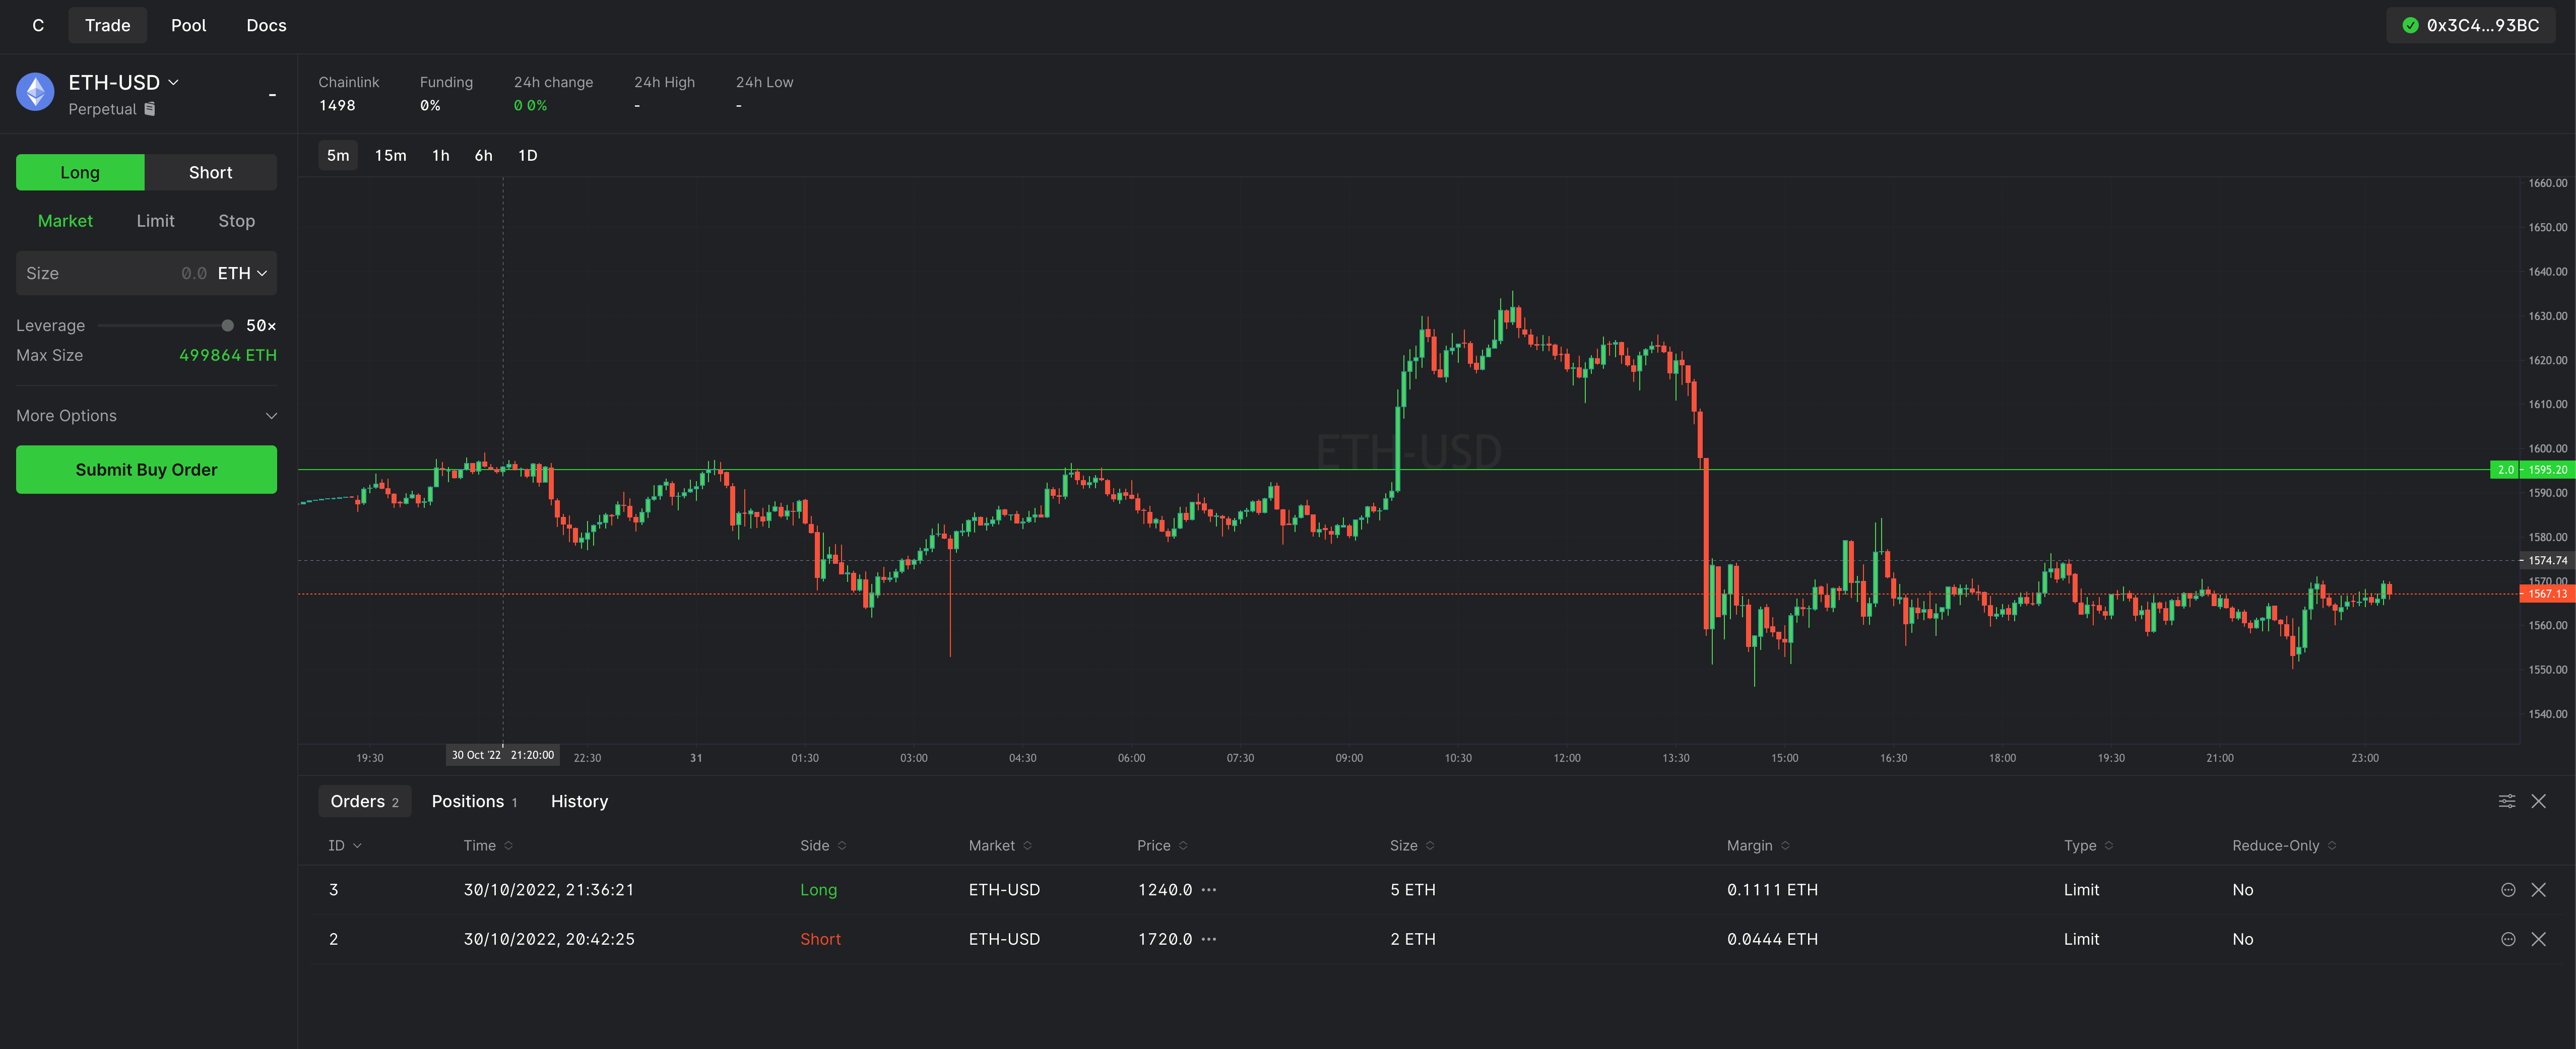 C Trade Pool Docs 0x3C4...93BC
ETH-USD
Perpetual
-
Chainlink Funding 24h change 24h High 24h Low
1498 0% 0 0% - -
5m 15m 1h 6h 1D
Long Short
Market Limit Stop
Size 0.0 ETH
Leverage 50×
Max Size 499864 ETH
More Options
Submit Buy Order
ETH-USD
1660.00
1650.00
1640.00
1630.00
1620.00
1610.00
1600.00
2.0 1595.20
1590.00
1580.00
1574.74
1570.00
1567.13
1560.00
1550.00
1540.00
19:30 30 Oct '22 21:20:00 22:30 31 01:30 03:00 04:30 06:00 07:30 09:00 10:30 12:00 13:30 15:00 16:30 18:00 19:30 21:00 23:00
Orders 2 Positions 1 History
ID Time Side Market Price Size Margin Type Reduce-Only
3 30/10/2022, 21:36:21 Long ETH-USD 1240.0 ··· 5 ETH 0.1111 ETH Limit No
2 30/10/2022, 20:42:25 Short ETH-USD 1720.0 ··· 2 ETH 0.0444 ETH Limit No